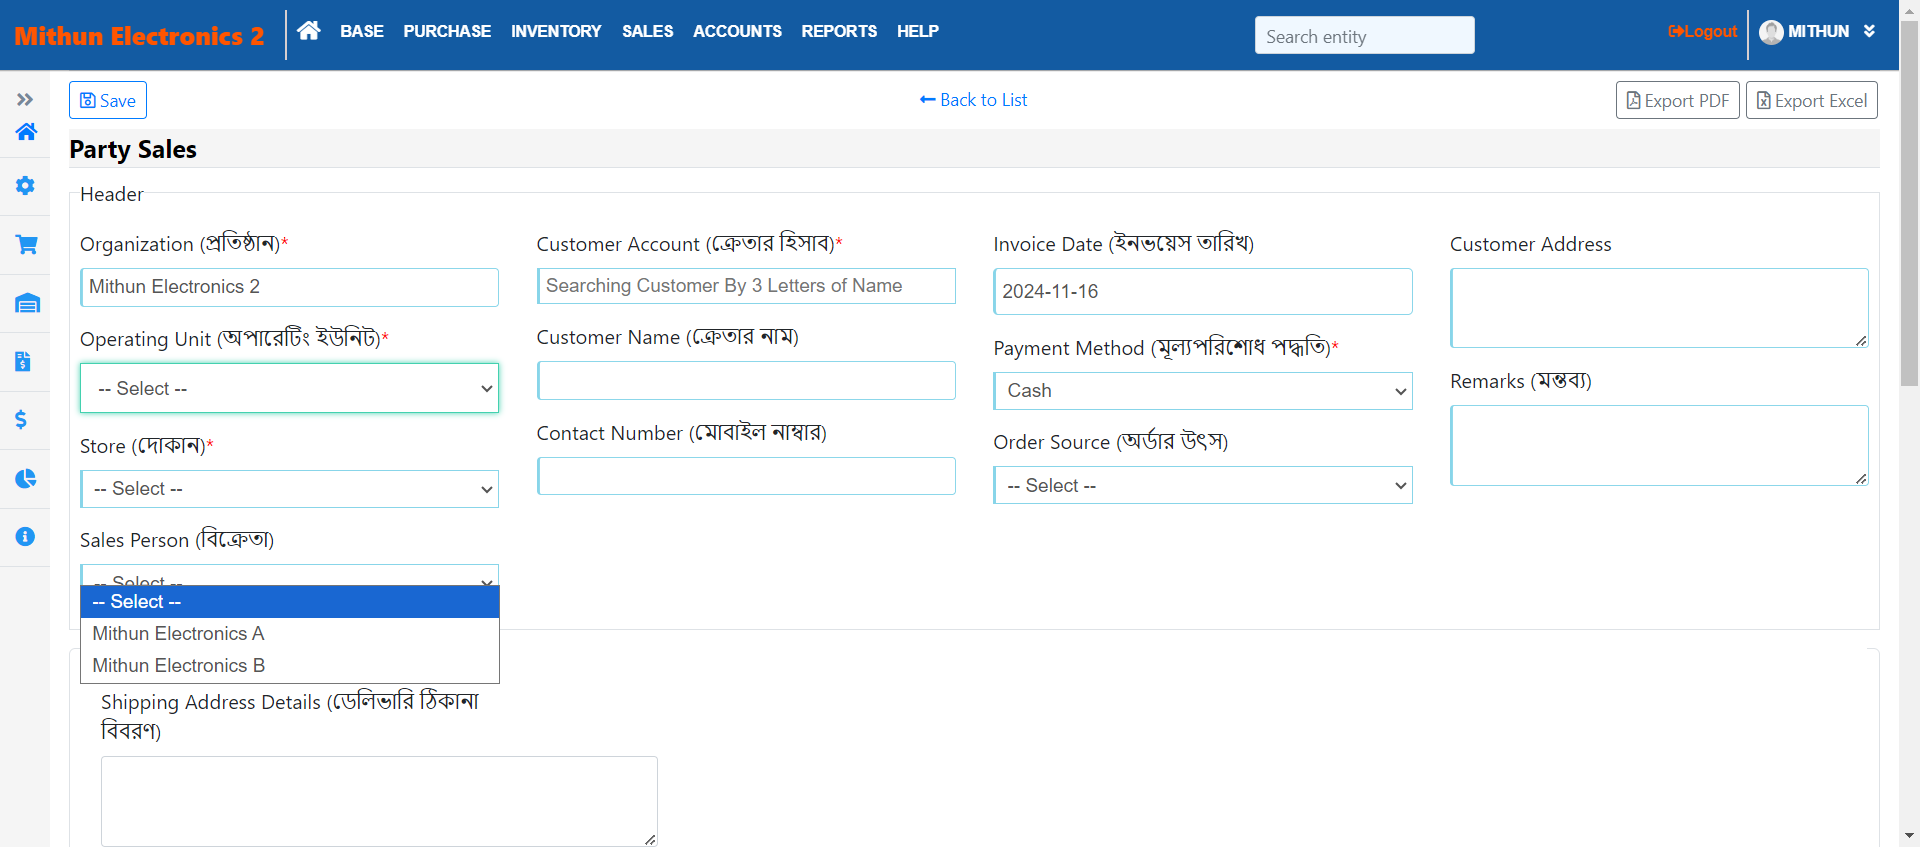 Mithun Electronics 2
BASE PURCHASE INVENTORY SALES ACCOUNTS REPORTS HELP
Search entity
Logout
MITHUN
Save
Back to List
Export PDF
Export Excel
Party Sales
Header
Organization (প্রতিষ্ঠান)*
Mithun Electronics 2
Operating Unit (অপারেটিং ইউনিট)*
-- Select --
Store (দোকান)*
-- Select --
Sales Person (বিক্রেতা)
-- Select --
-- Select --
Mithun Electronics A
Mithun Electronics B
Customer Account (ক্রেতার হিসাব)*
Searching Customer By 3 Letters of Name
Customer Name (ক্রেতার নাম)
Contact Number (মোবাইল নাম্বার)
Invoice Date (ইনভয়েস তারিখ)
2024-11-16
Payment Method (মূল্যপরিশোধ পদ্ধতি)*
Cash
Order Source (অর্ডার উৎস)
-- Select --
Customer Address
Remarks (মন্তব্য)
Shipping Address Details (ডেলিভারি ঠিকানা
বিবরণ)